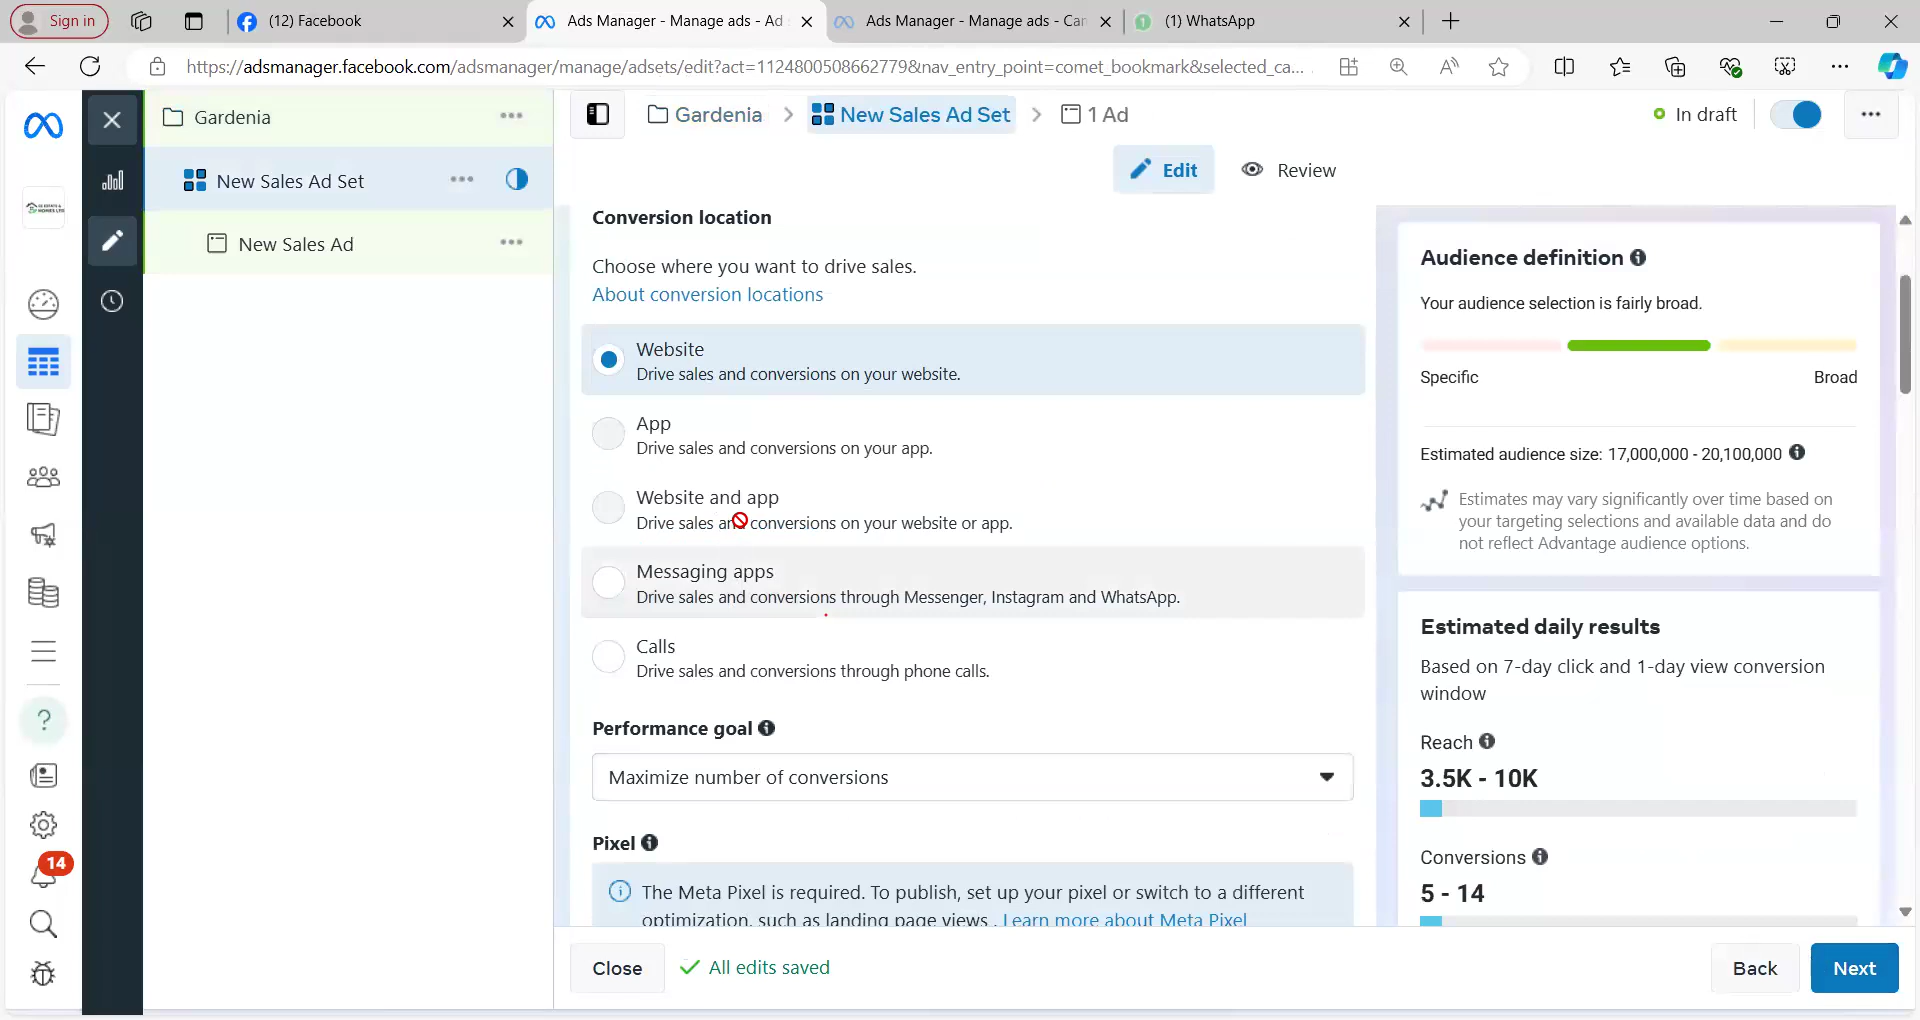 Sign in
(12) Facebook
Ads Manager - Manage ads - Ad
Ads Manager - Manage ads - Can
1
(1) WhatsApp
https://adsmanager.facebook.com/adsmanager/manage/adsets/edit?act=1124800508662779&nav_entry_point=comet_bookmark&selected_ca...
Gardenia
New Sales Ad Set
New Sales Ad
14
Gardenia
New Sales Ad Set
1 Ad
In draft
Edit
Review
Conversion location
Choose where you want to drive sales.
About conversion locations
Website
Drive sales and conversions on your website.
App
Drive sales and conversions on your app.
Website and app
Drive sales and conversions on your website or app.
Messaging apps
Drive sales and conversions through Messenger, Instagram and WhatsApp.
Calls
Drive sales and conversions through phone calls.
Performance goal
Maximize number of conversions
Pixel
The Meta Pixel is required. To publish, set up your pixel or switch to a different
optimization, such as landing page views . Learn more about Meta Pixel
Audience definition
Your audience selection is fairly broad.
Specific
Broad
Estimated audience size: 17,000,000 - 20,100,000
Estimates may vary significantly over time based on
your targeting selections and available data and do
not reflect Advantage audience options.
Estimated daily results
Based on 7-day click and 1-day view conversion
window
Reach
3.5K - 10K
Conversions
5 - 14
Close
All edits saved
Back
Next